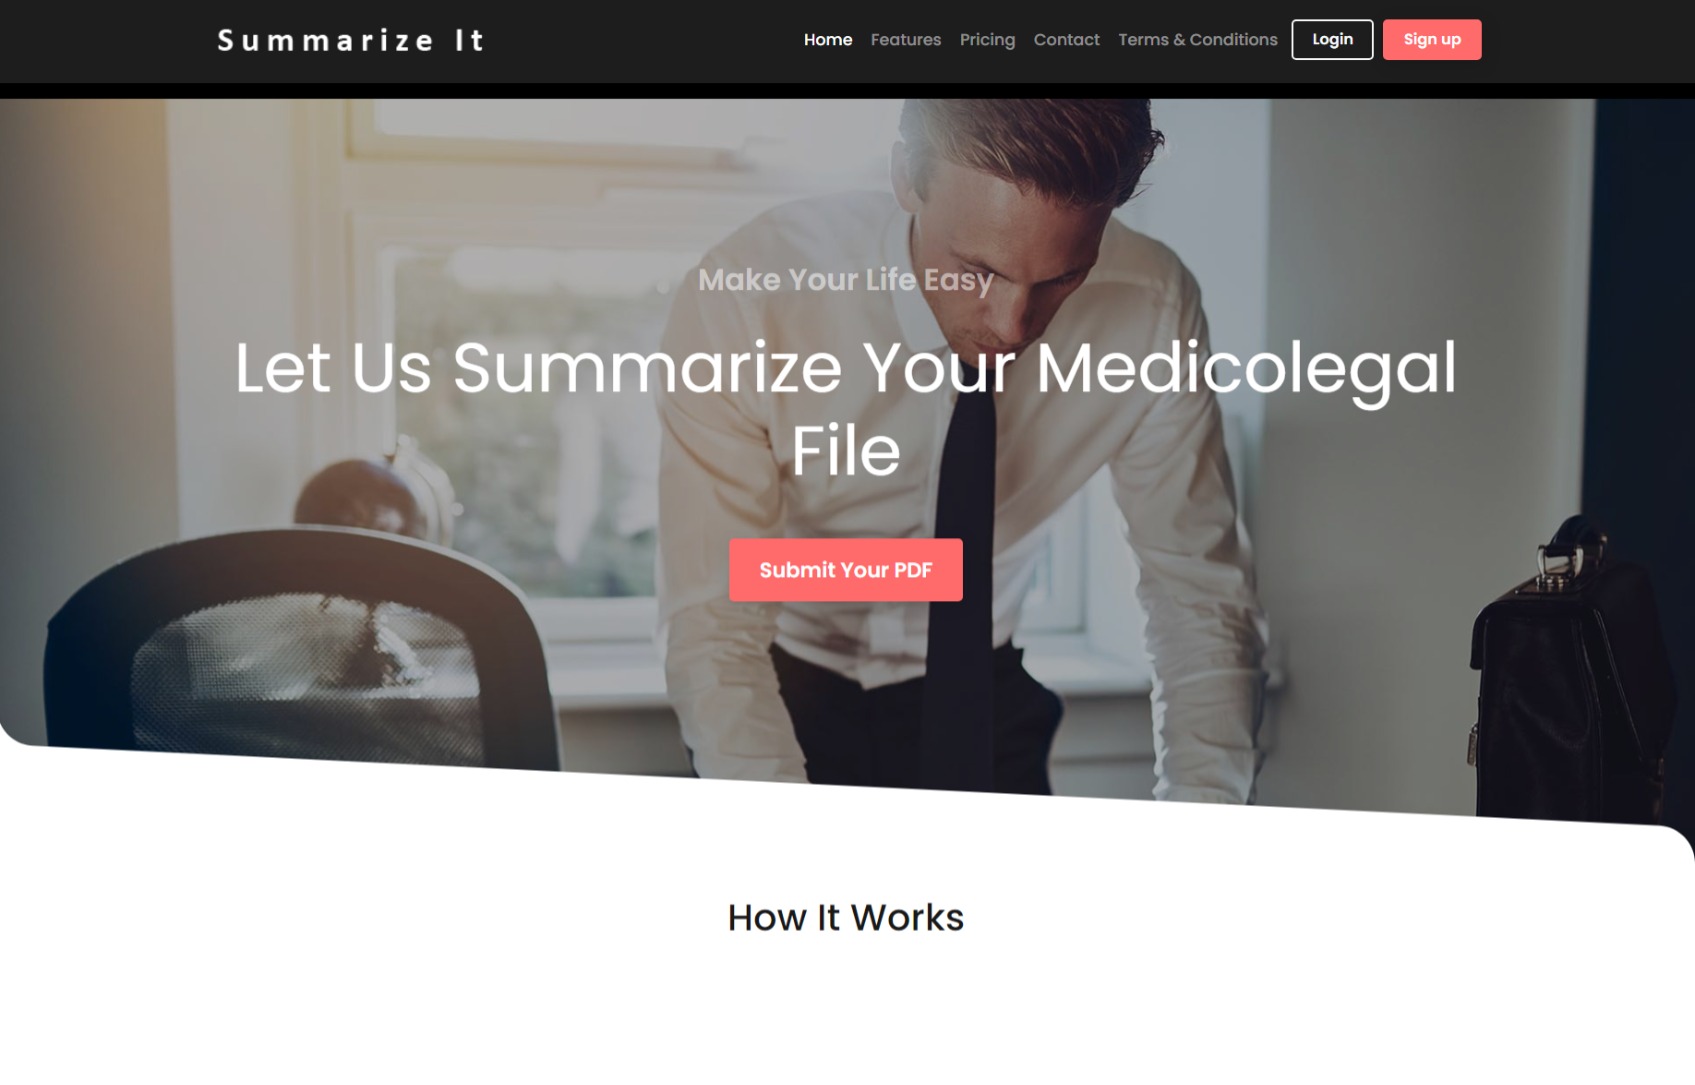 Summarize It
Home Features Pricing Contact Terms & Conditions Login Sign up
Make Your Life Easy
Let Us Summarize Your Medicolegal
File
Submit Your PDF
How It Works